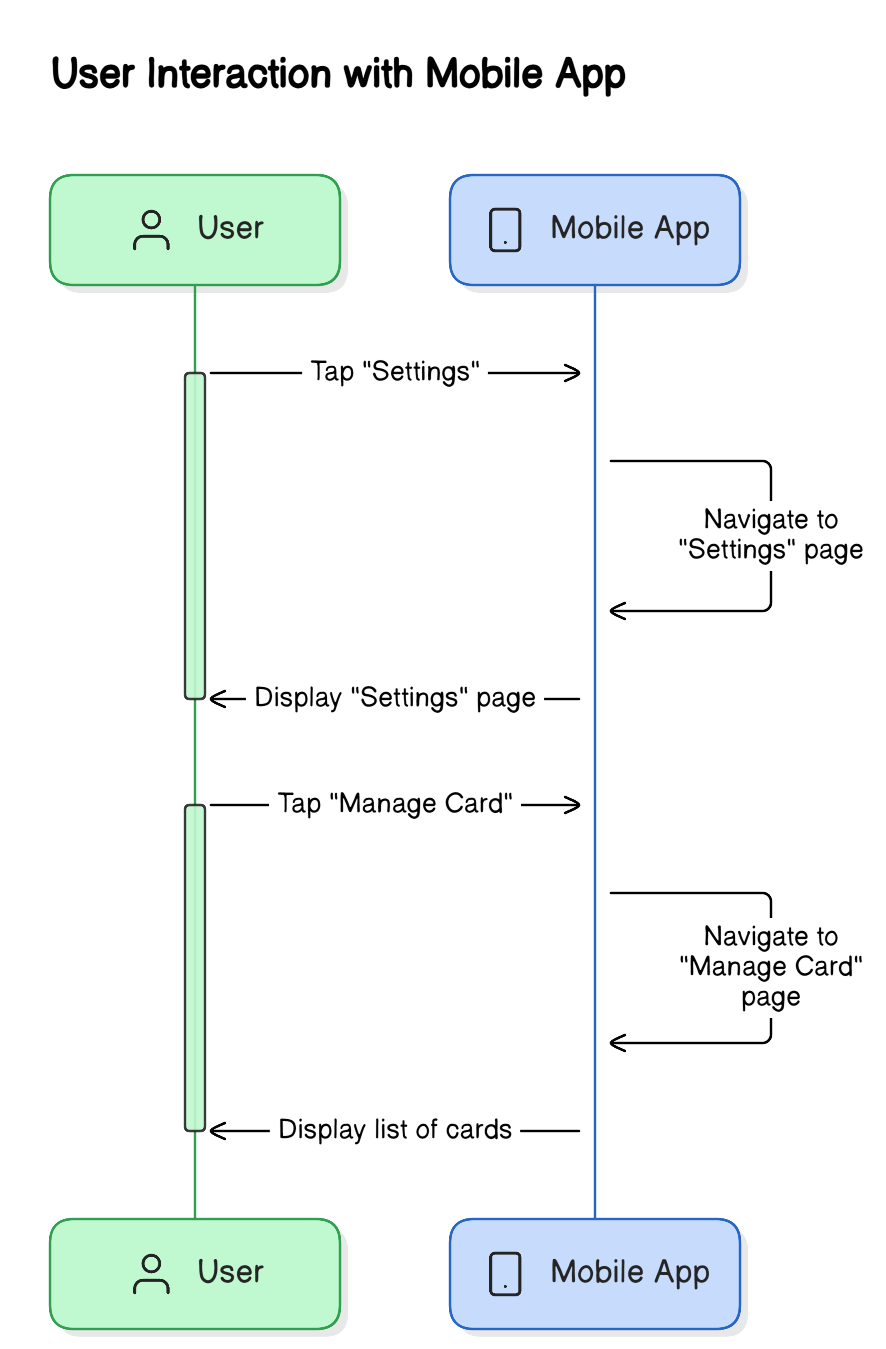 User Interaction with Mobile App
User
Mobile App
Tap "Settings"
Navigate to
"Settings" page
Display "Settings" page
Tap "Manage Card"
Navigate to
"Manage Card"
page
Display list of cards
User
Mobile App